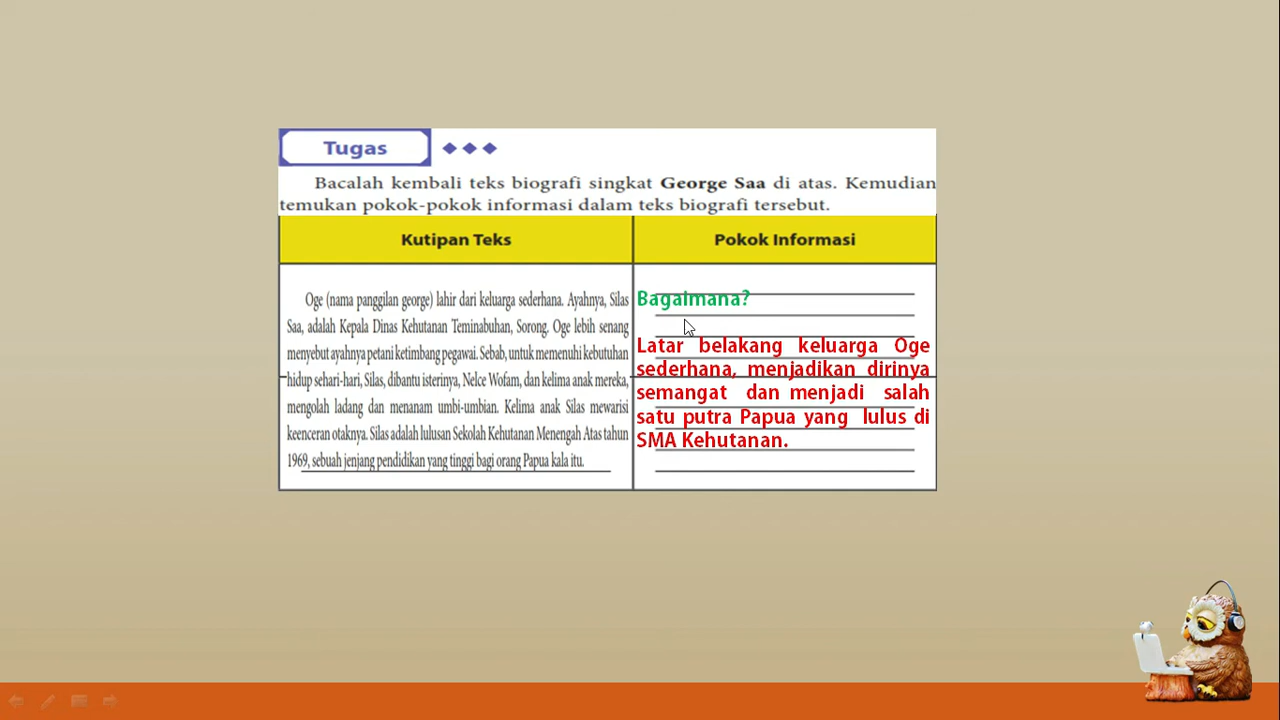 Tugas
Bacalah kembali teks biografi singkat George Saa di atas. Kemudian
temukan pokok-pokok informasi dalam teks biografi tersebut.
Kutipan Teks
Pokok Informasi
Oge (nama panggilan george) lahir dari keluarga sederhana. Ayahnya, Silas
Saa, adalah Kepala Dinas Kehutanan Teminabuhan, Sorong. Oge lebih senang
menyebut ayahnya petani ketimbang pegawai. Sebab, untuk memenuhi kebutuhan
hidup sehari-hari, Silas, dibantu isterinya, Nelce Wofam, dan kelima anak mereka,
mengolah ladang dan menanam umbi-umbian. Kelima anak Silas mewarisi
keenceran otaknya. Silas adalah lulusan Sekolah Kehutanan Menengah Atas tahun
1969, sebuah jenjang pendidikan yang tinggi bagi orang Papua kala itu.
Bagaimana?
Latar belakang keluarga Oge
sederhana, menjadikan dirinya
semangat dan menjadi salah
satu putra Papua yang lulus di
SMA Kehutanan.